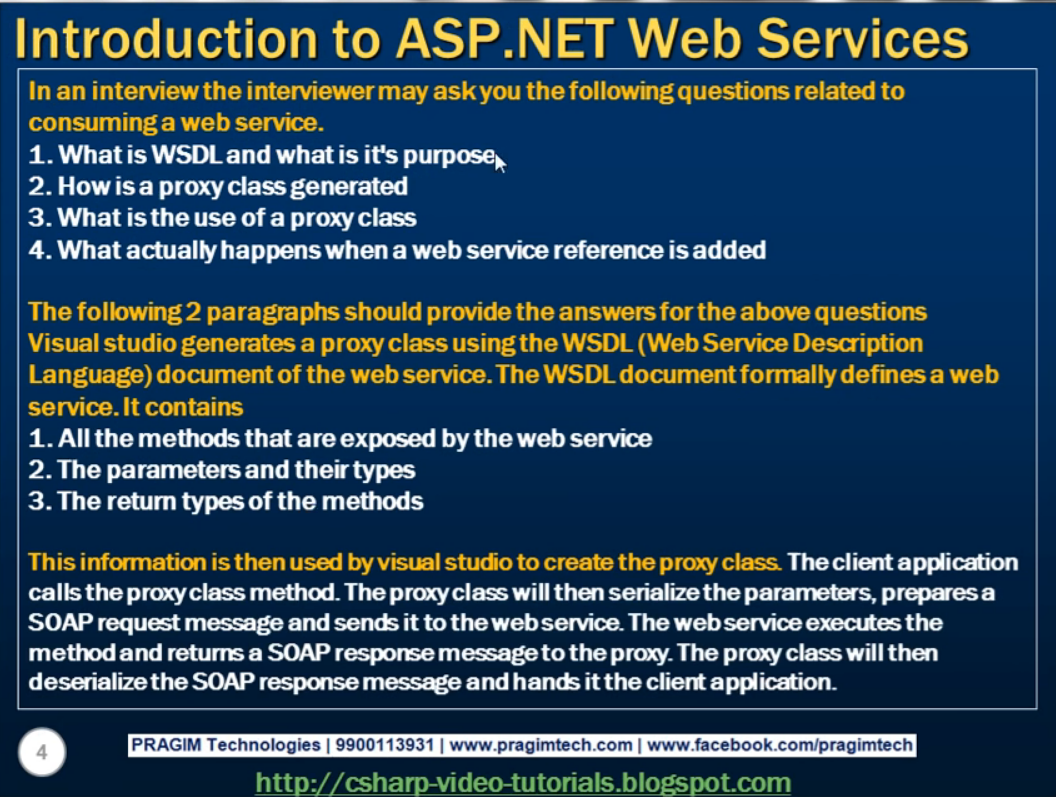 Introduction to ASP.NET Web Services
In an interview the interviewer may ask you the following questions related to
consuming a web service.
1. What is WSDL and what is it's purpose
2. How is a proxy class generated
3. What is the use of a proxy class
4. What actually happens when a web service reference is added
The following 2 paragraphs should provide the answers for the above questions
Visual studio generates a proxy class using the WSDL (Web Service Description
Language) document of the web service. The WSDL document formally defines a web
service. It contains
1. All the methods that are exposed by the web service
2. The parameters and their types
3. The return types of the methods
This information is then used by visual studio to create the proxy class. The client application
calls the proxy class method. The proxy class will then serialize the parameters, prepares a
SOAP request message and sends it to the web service. The web service executes the
method and returns a SOAP response message to the proxy. The proxy class will then
deserialize the SOAP response message and hands it the client application.
4
PRAGIM Technologies | 9900113931 | www.pragimtech.com | www.facebook.com/pragimtech
http://csharp-video-tutorials.blogspot.com